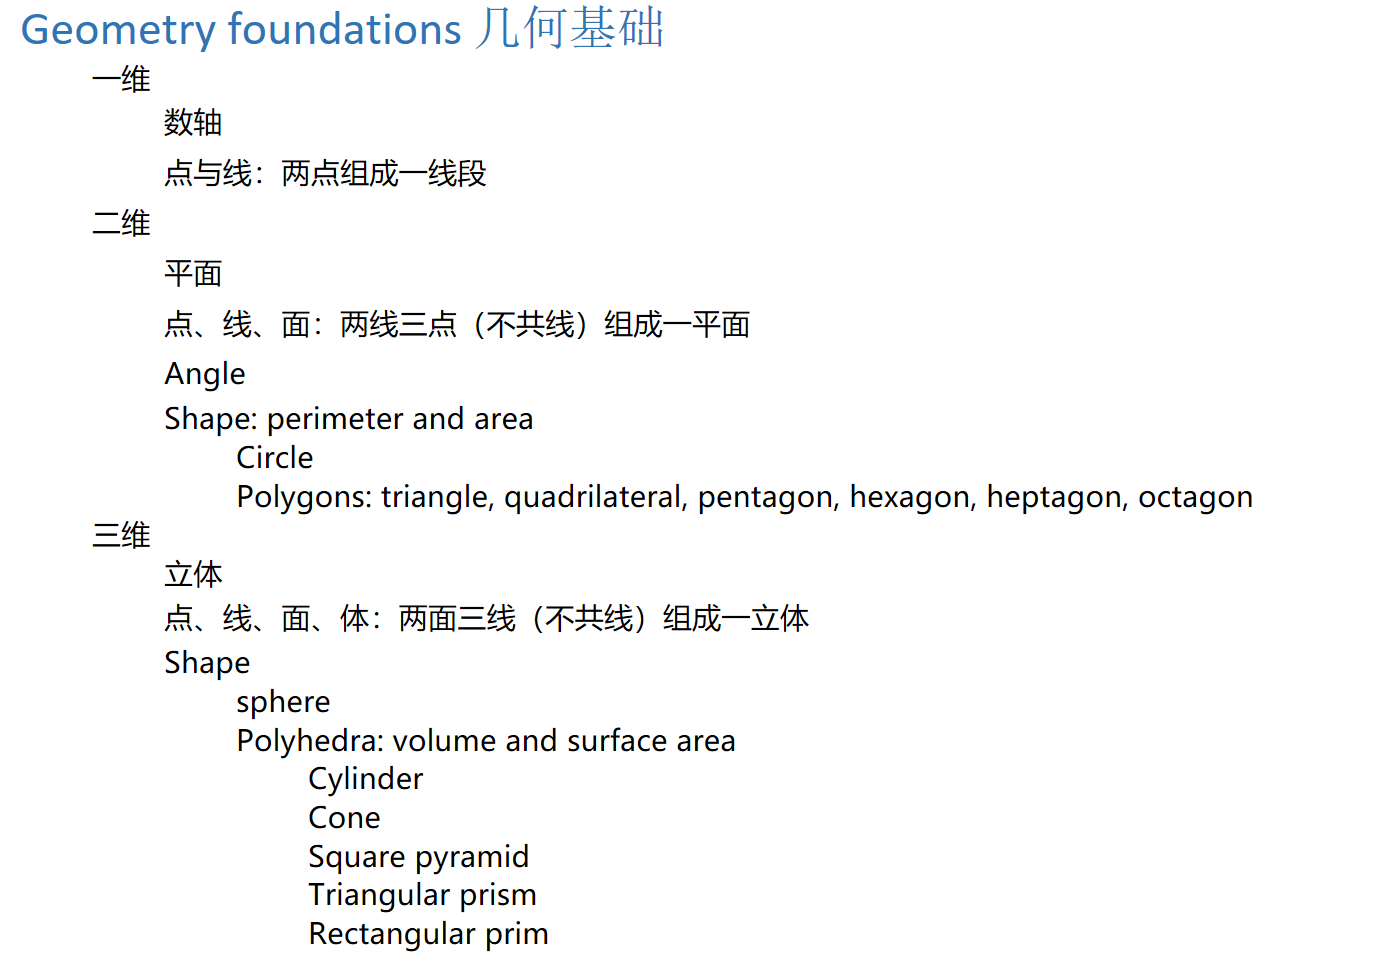 Geometry foundations 几何基础
一维
数轴
点与线：两点组成一线段
二维
平面
点、线、面：两线三点（不共线）组成一平面
Angle
Shape: perimeter and area
Circle
Polygons: triangle, quadrilateral, pentagon, hexagon, heptagon, octagon
三维
立体
点、线、面、体：两面三线（不共线）组成一立体
Shape
sphere
Polyhedra: volume and surface area
Cylinder
Cone
Square pyramid
Triangular prism
Rectangular prim